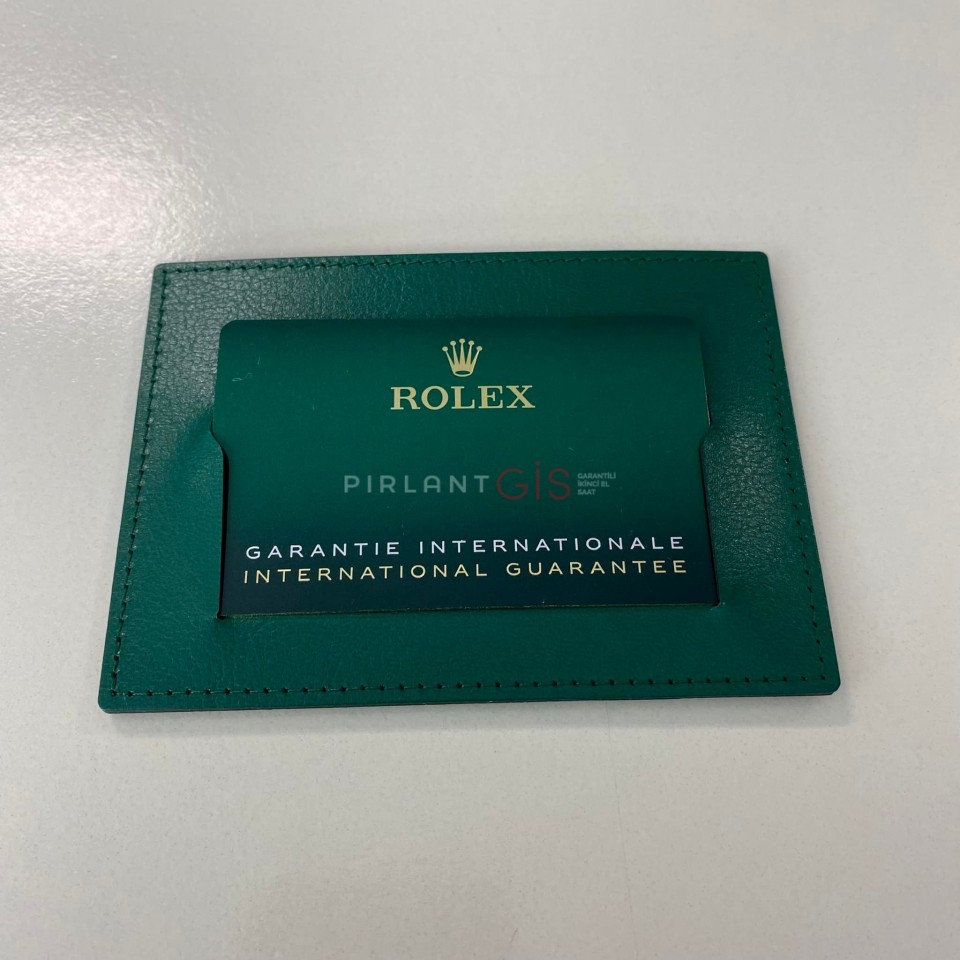 ROLEX
PIRLANTGİS
GARANTİLİ
İKİNCİ EL
SAAT
GARANTIE INTERNATIONALE
INTERNATIONAL GUARANTEE